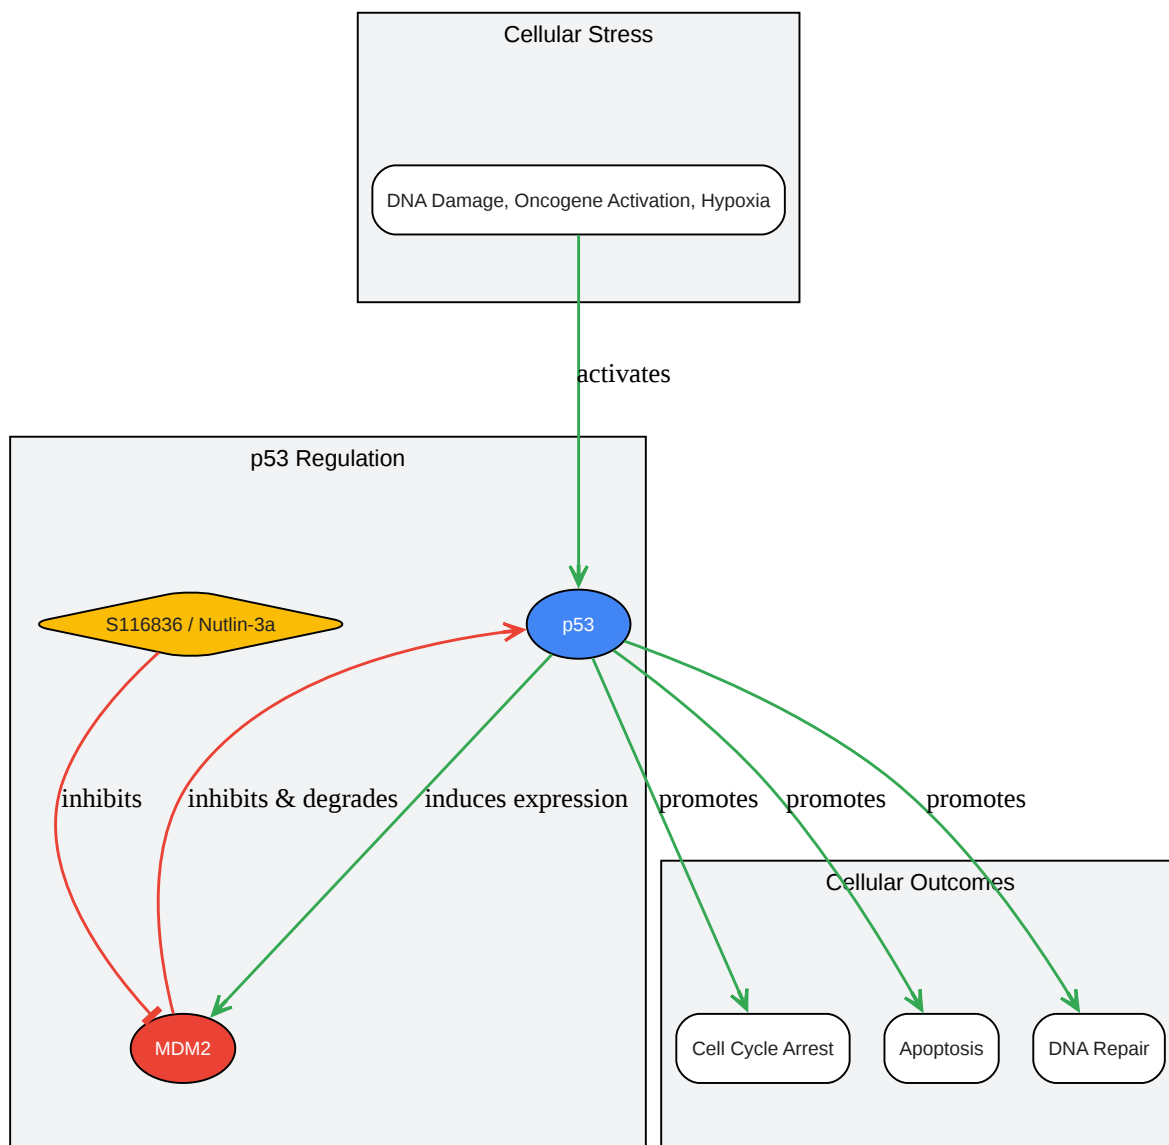 Cellular Stress
DNA Damage, Oncogene Activation, Hypoxia
activates
p53 Regulation
S116836 / Nutlin-3a
p53
inhibits
inhibits & degrades
induces expression
promotes
promotes
promotes
Cellular Outcomes
MDM2
Cell Cycle Arrest
Apoptosis
DNA Repair